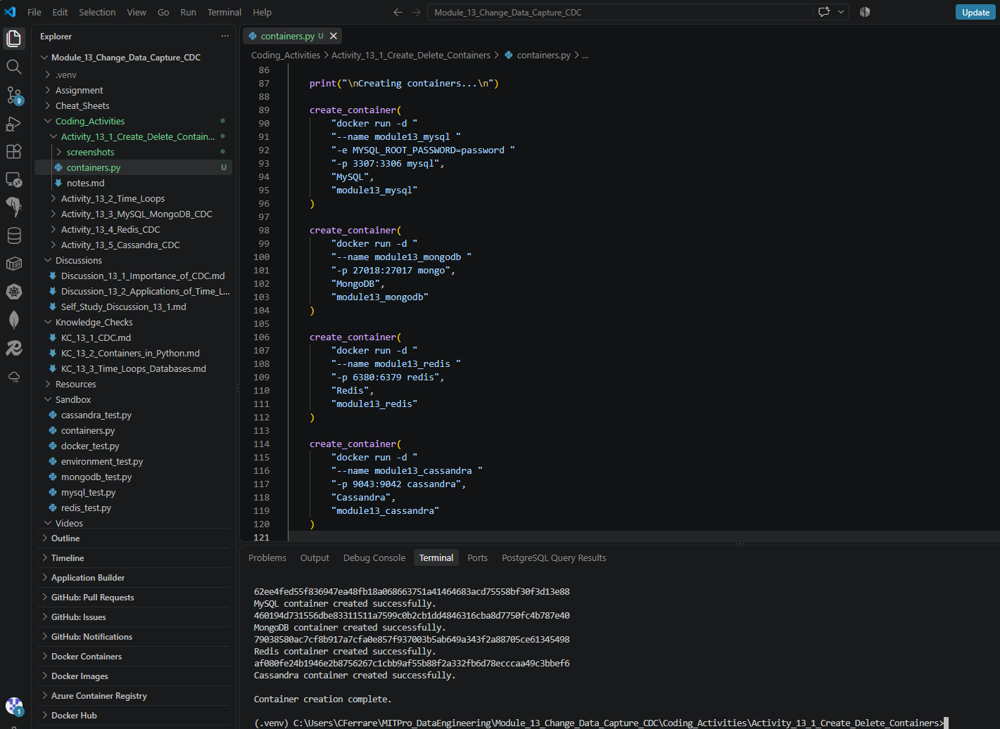 File Edit Selection View Go Run Terminal Help
Module_13_Change_Data_Capture_CDC
Update
Explorer
Module_13_Change_Data_Capture_CDC
.venv
Assignment
Cheat_Sheets
Coding_Activities
Activity_13_1_Create_Delete_Contain...
screenshots
containers.py U
notes.md
Activity_13_2_Time_Loops
Activity_13_3_MySQL_MongoDB_CDC
Activity_13_4_Redis_CDC
Activity_13_5_Cassandra_CDC
Discussions
Discussion_13_1_Importance_of_CDC.md
Discussion_13_2_Applications_of_Time_L...
Self_Study_Discussion_13_1.md
Knowledge_Checks
KC_13_1_CDC.md
KC_13_2_Containers_in_Python.md
KC_13_3_Time_Loops_Databases.md
Resources
Sandbox
cassandra_test.py
containers.py
docker_test.py
environment_test.py
mongodb_test.py
mysql_test.py
redis_test.py
Videos
Outline
Timeline
Application Builder
GitHub: Pull Requests
GitHub: Issues
GitHub: Notifications
Docker Containers
Docker Images
Azure Container Registry
Docker Hub
9
1
containers.py U
Coding_Activities > Activity_13_1_Create_Delete_Containers > containers.py > ...
86
87 print("\nCreating containers...\n")
88
89 create_container(
90 "docker run -d "
91 "--name module13_mysql "
92 "-e MYSQL_ROOT_PASSWORD=password "
93 "-p 3307:3306 mysql",
94 "MySQL",
95 "module13_mysql"
96 )
97
98 create_container(
99 "docker run -d "
100 "--name module13_mongodb "
101 "-p 27018:27017 mongo",
102 "MongoDB",
103 "module13_mongodb"
104 )
105
106 create_container(
107 "docker run -d "
108 "--name module13_redis "
109 "-p 6380:6379 redis",
110 "Redis",
111 "module13_redis"
112 )
113
114 create_container(
115 "docker run -d "
116 "--name module13_cassandra "
117 "-p 9043:9042 cassandra",
118 "Cassandra",
119 "module13_cassandra"
120 )
121
Problems Output Debug Console Terminal Ports PostgreSQL Query Results
62ee4fed55f836947ea48fb18a068663751a41464683acd75558bf30f3d13e88
MySQL container created successfully.
460194d731556dbe83311511a7599c0b2cb1dd4846316cba8d7750fc4b787e40
MongoDB container created successfully.
79038580ac7cf8b917a7cfa0e857f937003b5ab649a343f2a88705ce61345498
Redis container created successfully.
af080fe24b1946e2b8756267c1cbb9af55b88f2a332fb6d78ecccaa49c3bbef6
Cassandra container created successfully.
Container creation complete.
(.venv) C:\Users\CFerrare\MITPro_DataEngineering\Module_13_Change_Data_Capture_CDC\Coding_Activities\Activity_13_1_Create_Delete_Containers>